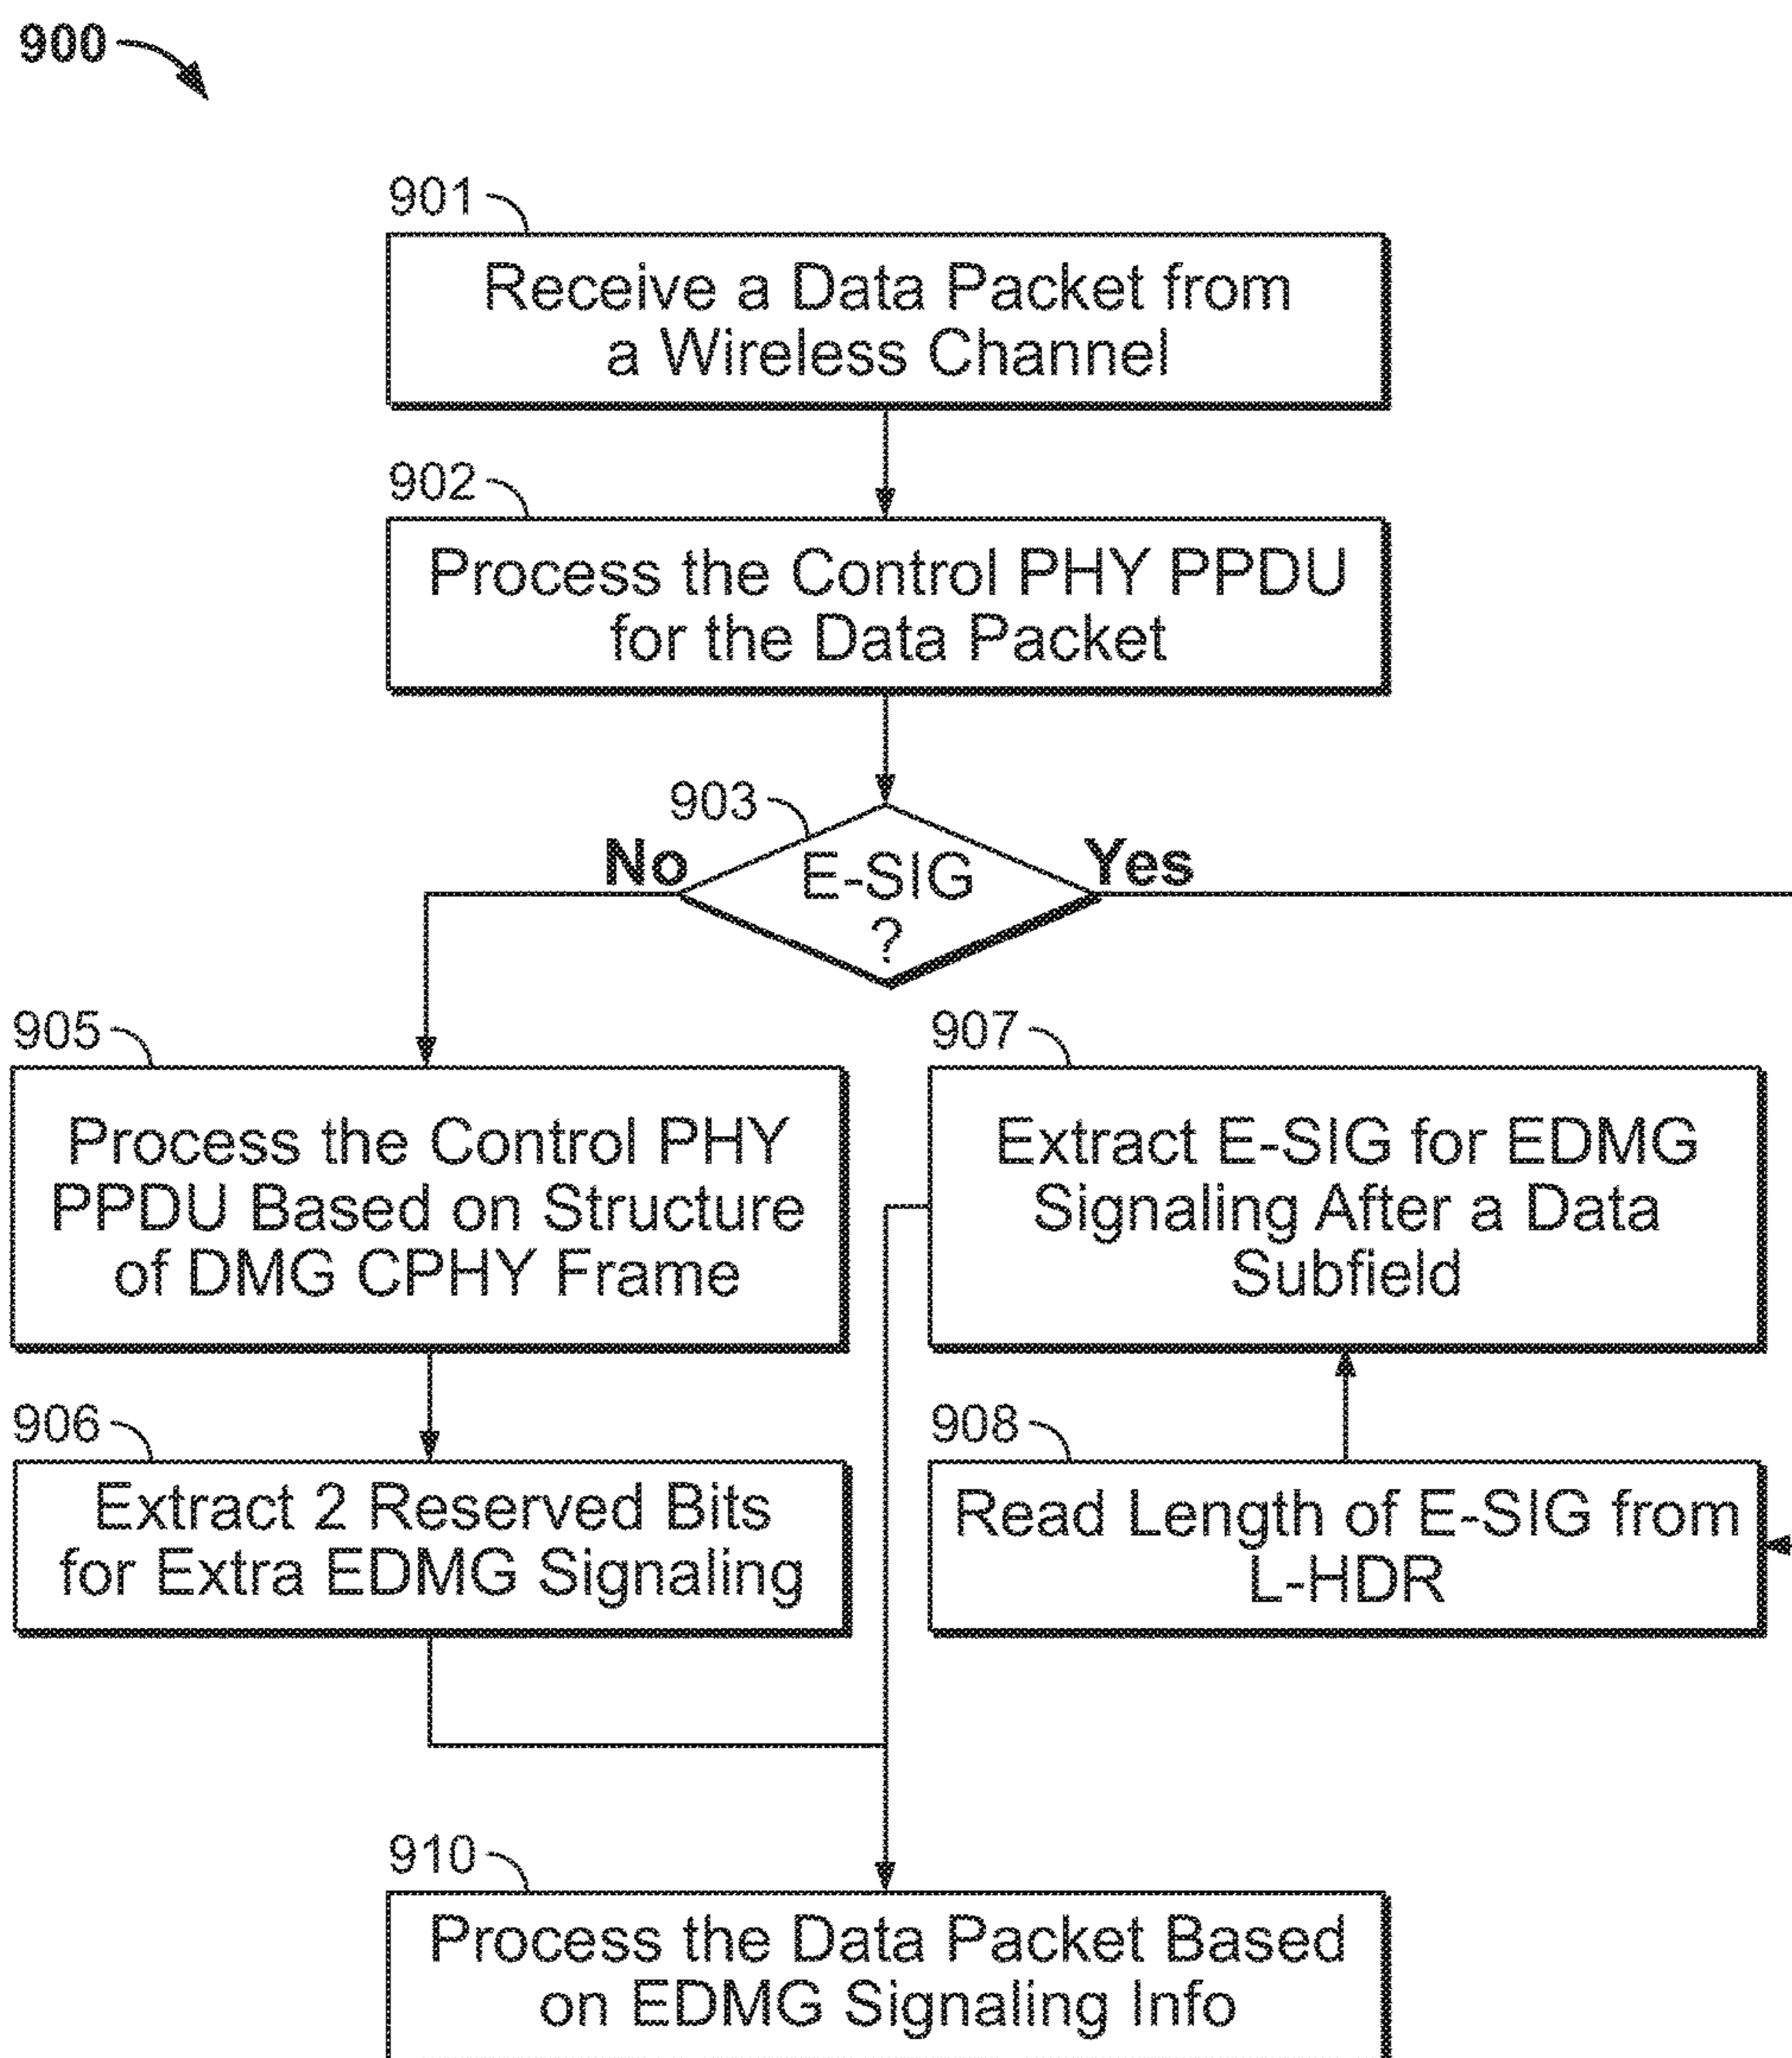 900
901
Receive a Data Packet from
a Wireless Channel
902
Process the Control PHY PPDU
for the Data Packet
903
No
E-SIG
?
Yes
905
Process the Control PHY
PPDU Based on Structure
of DMG CPHY Frame
907
Extract E-SIG for EDMG
Signaling After a Data
Subfield
906
Extract 2 Reserved Bits
for Extra EDMG Signaling
908
Read Length of E-SIG from
L-HDR
910
Process the Data Packet Based
on EDMG Signaling Info